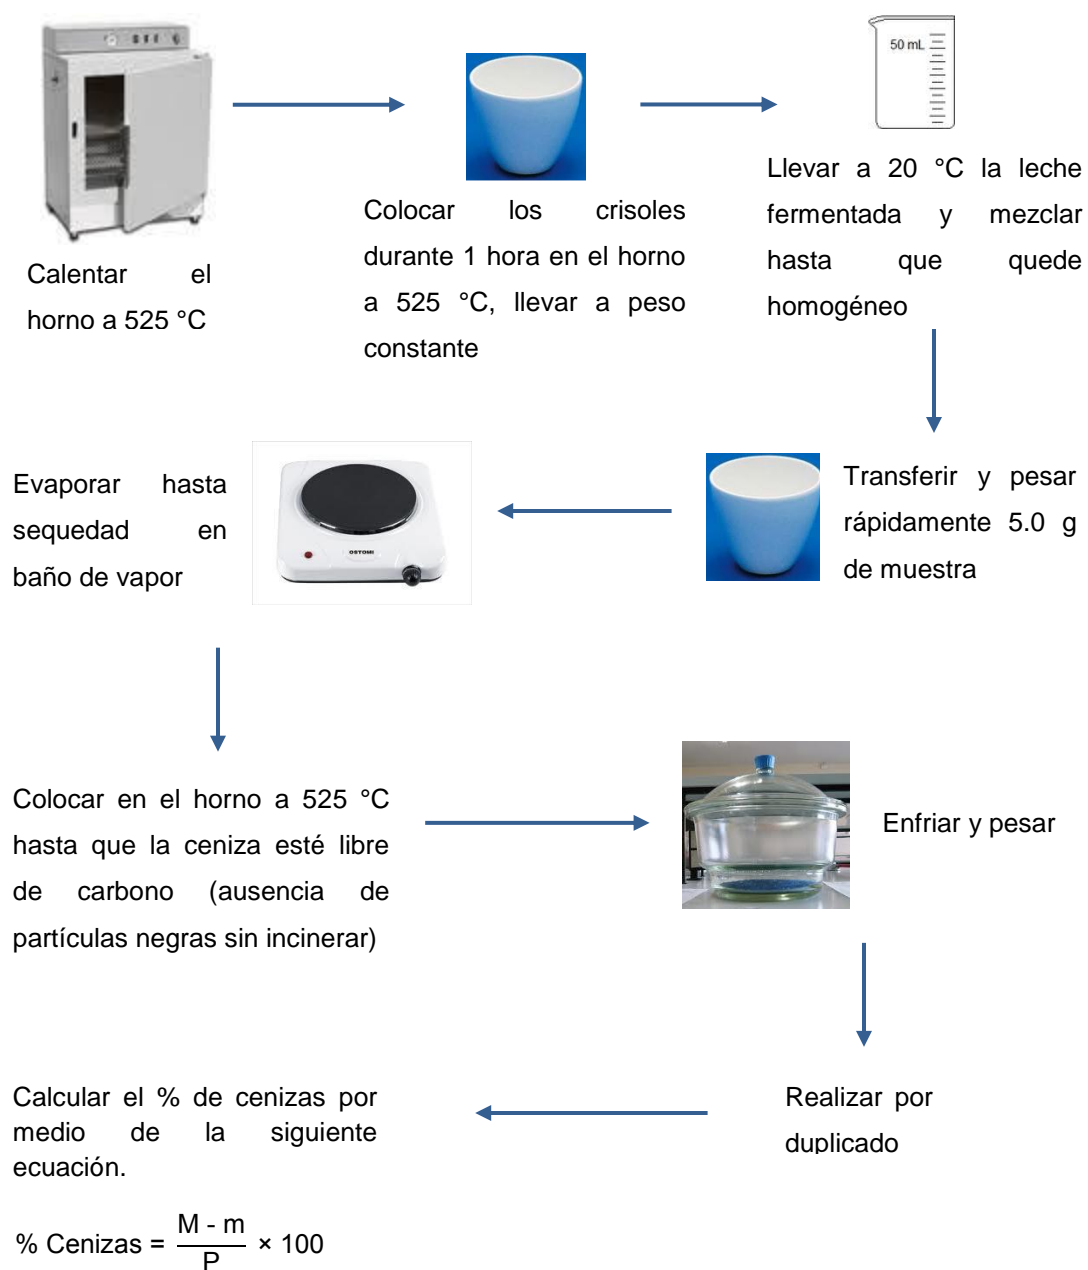 50 mL
Calentar el
horno a 525 °C
Colocar los crisoles
durante 1 hora en el horno
a 525 °C, llevar a peso
constante
Llevar a 20 °C la leche
fermentada y mezclar
hasta que quede
homogéneo
Transferir y pesar
rápidamente 5.0 g
de muestra
OSTOMI
Evaporar hasta
sequedad en
baño de vapor
Colocar en el horno a 525 °C
hasta que la ceniza esté libre
de carbono (ausencia de
partículas negras sin incinerar)
Enfriar y pesar
Realizar por
duplicado
Calcular el % de cenizas por
medio de la siguiente
ecuación.
% Cenizas = M - m / P × 100